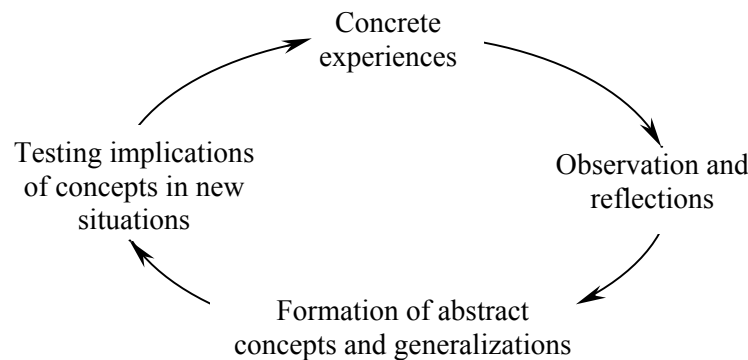 Concrete
experiences
Testing implications
of concepts in new
situations
Observation and
reflections
Formation of abstract
concepts and generalizations